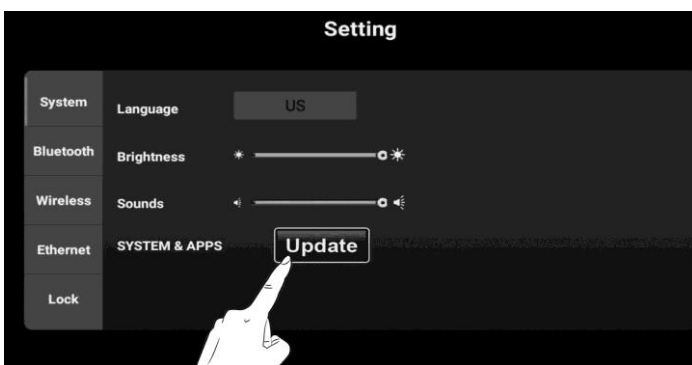 Setting
System
Language
US
Bluetooth
Brightness
Wireless
Sounds
Ethernet
SYSTEM & APPS
Update
Lock